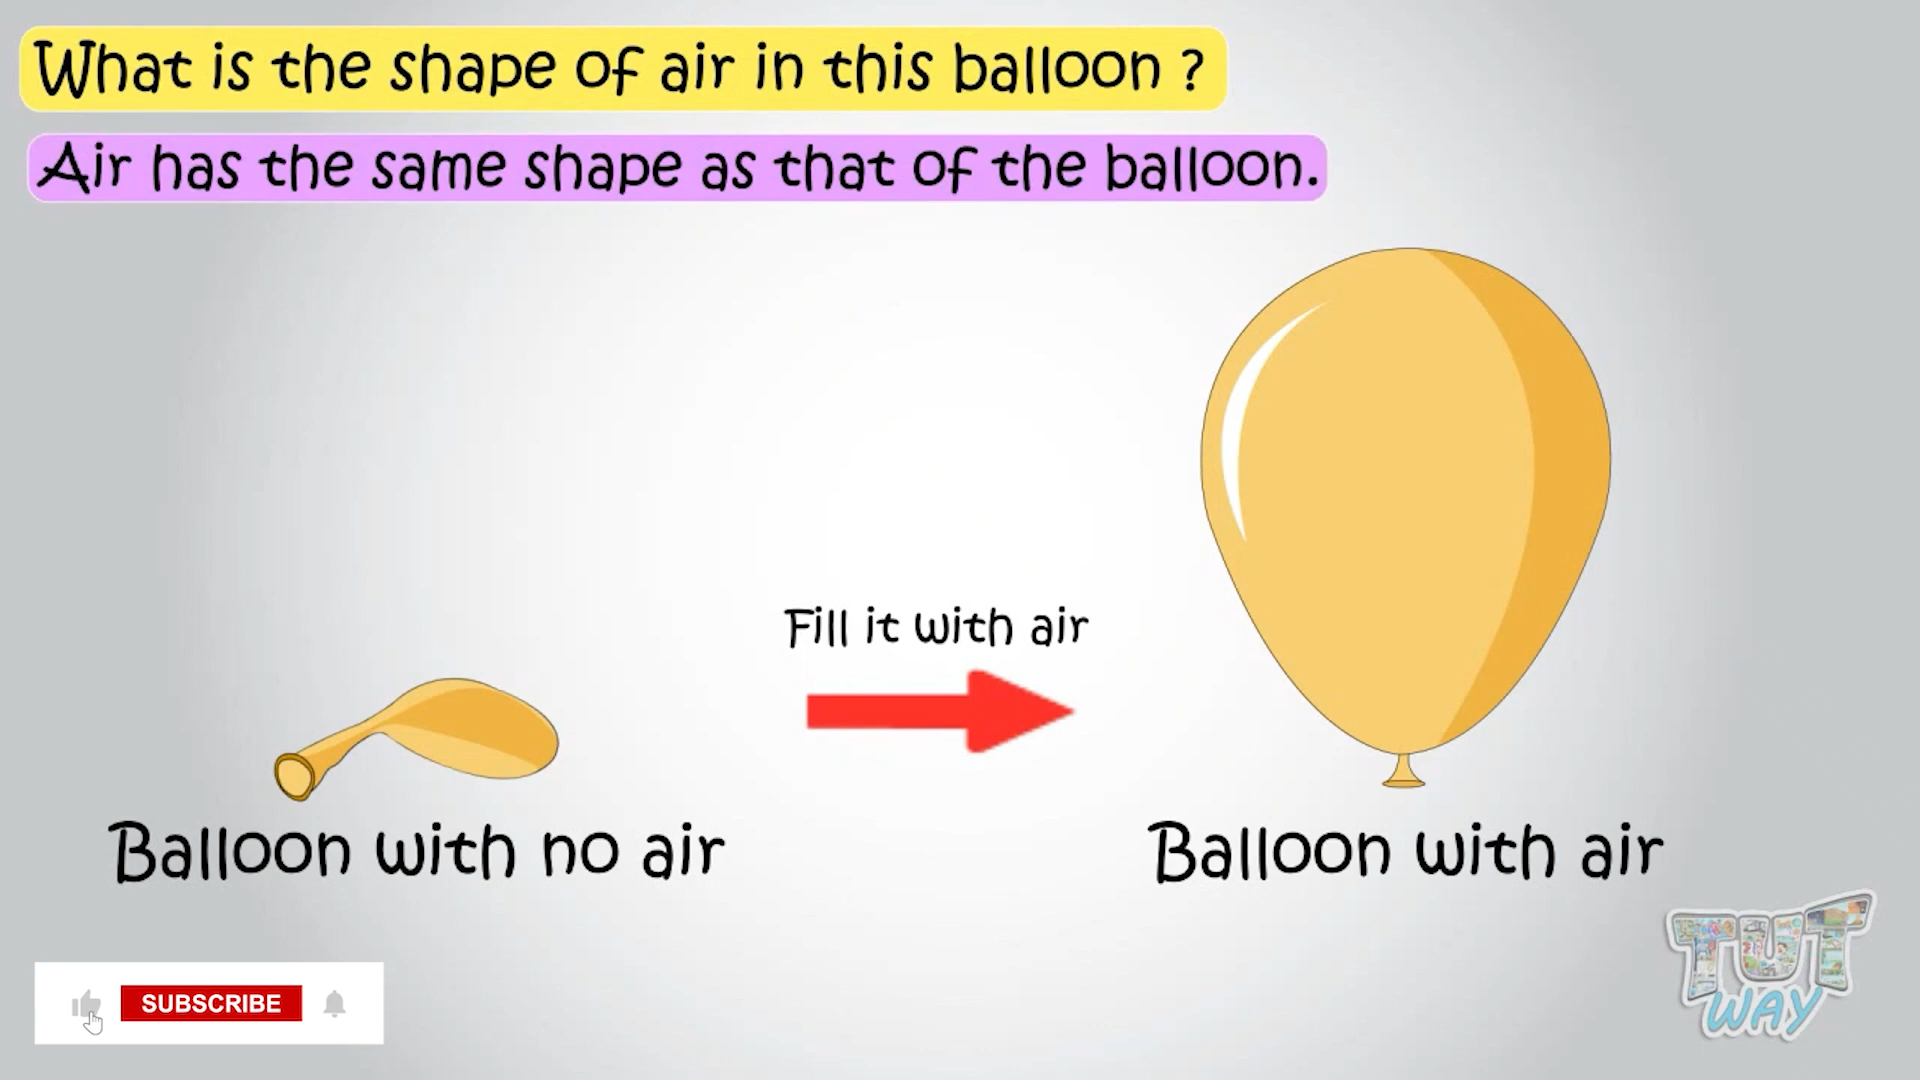 What is the shape of air in this balloon ?
Air has the same shape as that of the balloon.
Fill it with air
Balloon with no air
Balloon with air
SUBSCRIBE
TUT
WAY